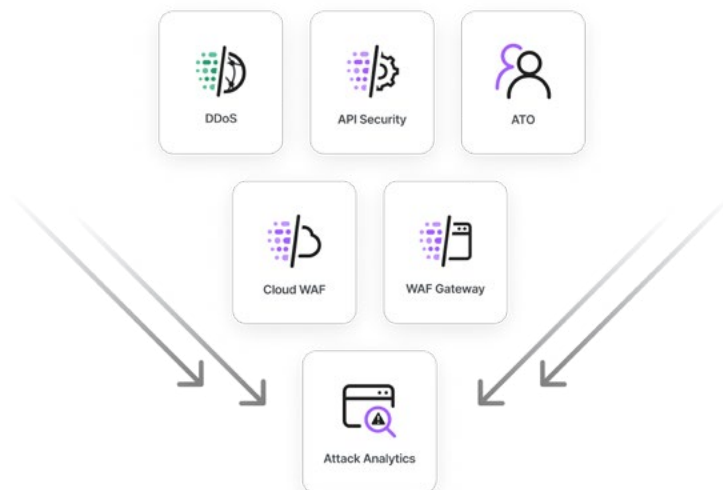 DDoS
API Security
ATO
Cloud WAF
WAF Gateway
Attack Analytics